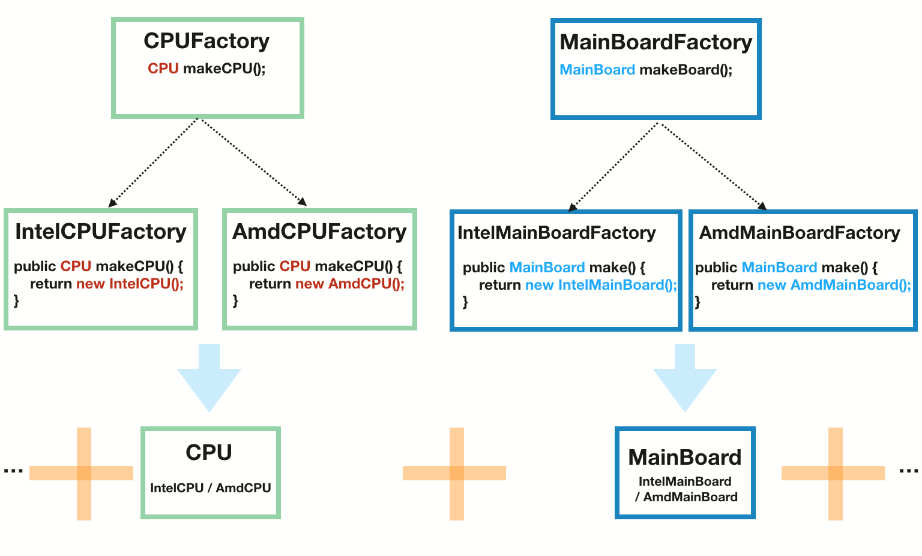 CPUFactory
CPU makeCPU();
MainBoardFactory
MainBoard makeBoard();
IntelCPUFactory
public CPU makeCPU() {
return new IntelCPU();
}
AmdCPUFactory
public CPU makeCPU() {
return new AmdCPU();
}
IntelMainBoardFactory
public MainBoard make() {
return new IntelMainBoard();
}
AmdMainBoardFactory
public MainBoard make() {
return new AmdMainBoard();
}
...
CPU
IntelCPU / AmdCPU
MainBoard
IntelMainBoard
/ AmdMainBoard
...